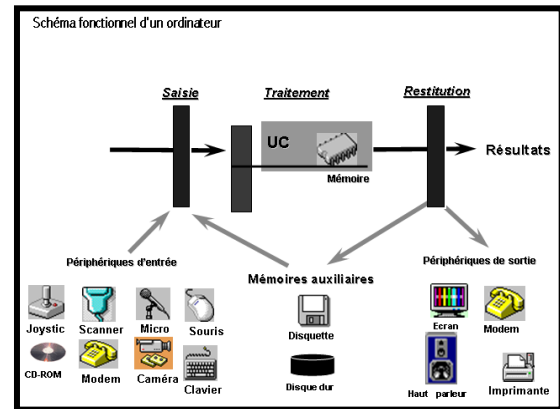 Schéma fonctionnel d'un ordinateur
Saisie
Traitement
Restitution
UC
Mémoire
Résultats
Périphériques d'entrée
Mémoires auxiliaires
Périphériques de sortie
Joystic
Scanner
Micro
Souris
Disquette
Ecran
Modem
CD-ROM
Modem
Caméra
Clavier
Disque dur
Haut parleur
Imprimante